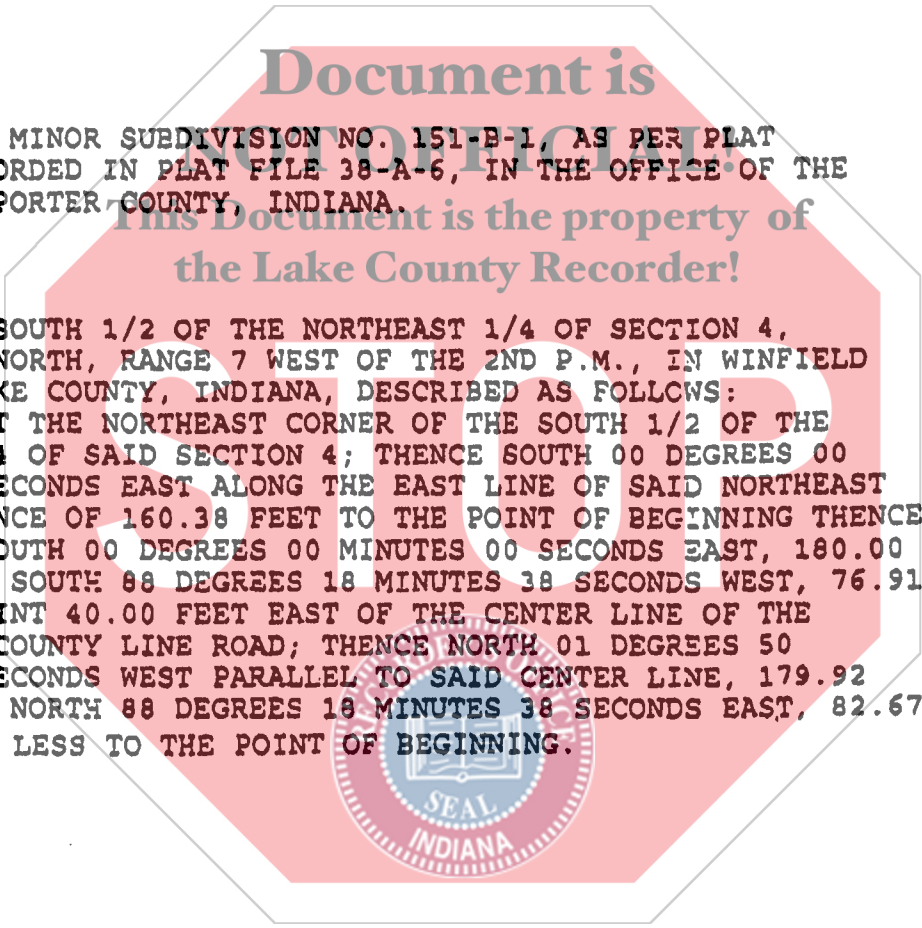 Document is
MINOR SUBDIVISION NO. 151-B-1, AS PER PLAT
NOT OFFICIAL!
ORDED IN PLAT FILE 38-A-6, IN THE OFFICE OF THE
PORTER COUNTY, INDIANA.
This Document is the property of
the Lake County Recorder!
SOUTH 1/2 OF THE NORTHEAST 1/4 OF SECTION 4,
NORTH, RANGE 7 WEST OF THE 2ND P.M., IN WINFIELD
KE COUNTY, INDIANA, DESCRIBED AS FOLLOWS:
T THE NORTHEAST CORNER OF THE SOUTH 1/2 OF THE
4 OF SAID SECTION 4; THENCE SOUTH 00 DEGREES 00
ECONDS EAST ALONG THE EAST LINE OF SAID NORTHEAST
NCE OF 160.38 FEET TO THE POINT OF BEGINNING THENCE
OUTH 00 DEGREES 00 MINUTES 00 SECONDS EAST, 180.00
SOUTH 88 DEGREES 18 MINUTES 38 SECONDS WEST, 76.91
INT 40.00 FEET EAST OF THE CENTER LINE OF THE
COUNTY LINE ROAD; THENCE NORTH 01 DEGREES 50
ECONDS WEST PARALLEL TO SAID CENTER LINE, 179.92
NORTH 88 DEGREES 18 MINUTES 38 SECONDS EAST, 82.67
LESS TO THE POINT OF BEGINNING.
STOP
RECORDER'S OFFICE
SEAL
INDIANA